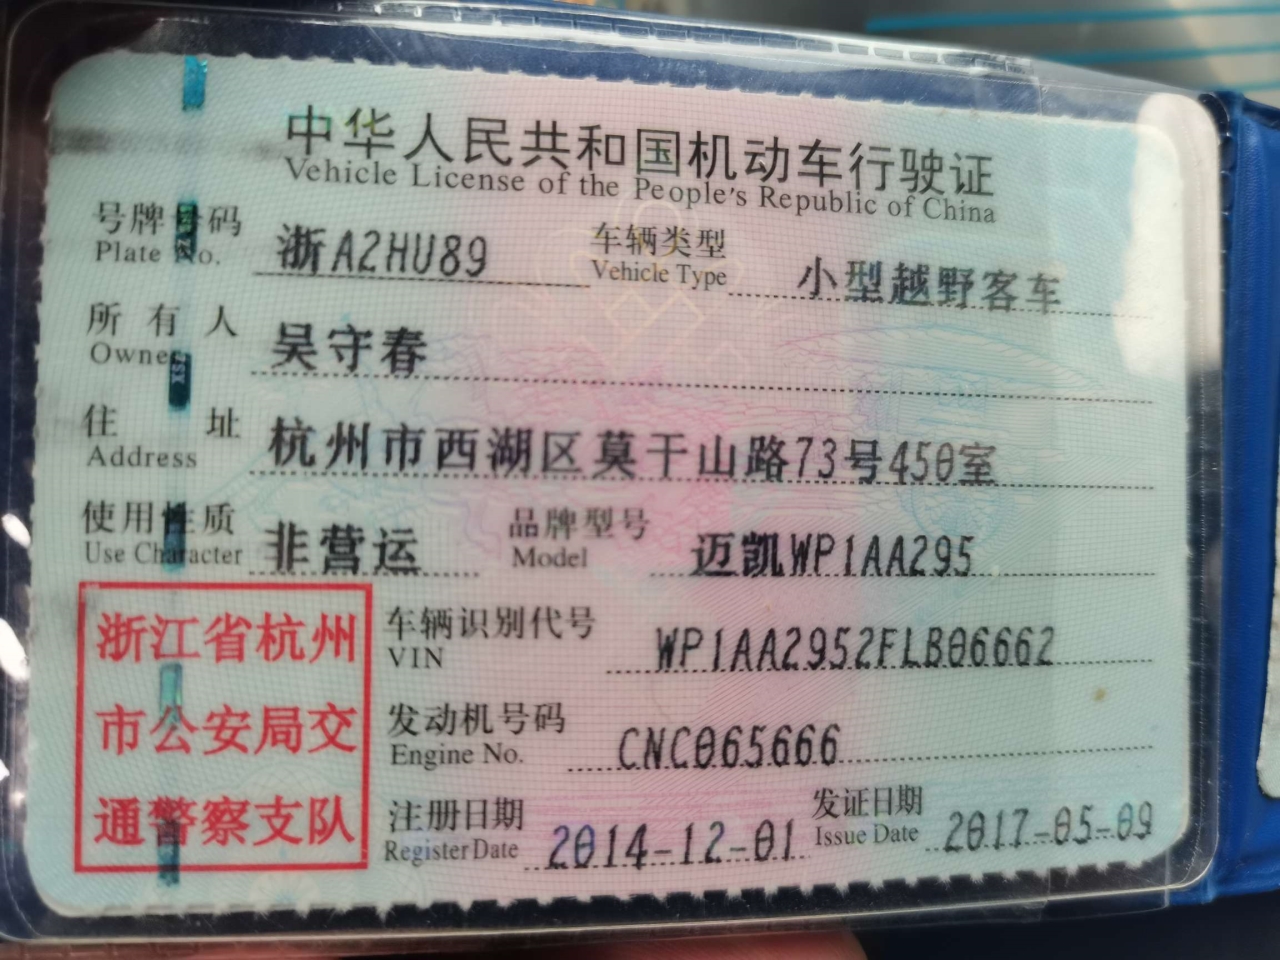 中华人民共和国机动车行驶证
Vehicle License of the People's Republic of China
号牌号码 浙A2HU89 车辆类型 小型越野客车
Plate No. Vehicle Type
所有人 吴守春
Owner
住址 杭州市西湖区莫干山路73号450室
Address
使用性质 非营运 品牌型号 迈凯WP1AA295
Use Character Model
浙江省杭州
市公安局交
通警察支队
车辆识别代号 WP1AA2952FLB06662
VIN
发动机号码 CNC065666
Engine No.
注册日期 2014-12-01 发证日期 2017-05-09
Register Date Issue Date